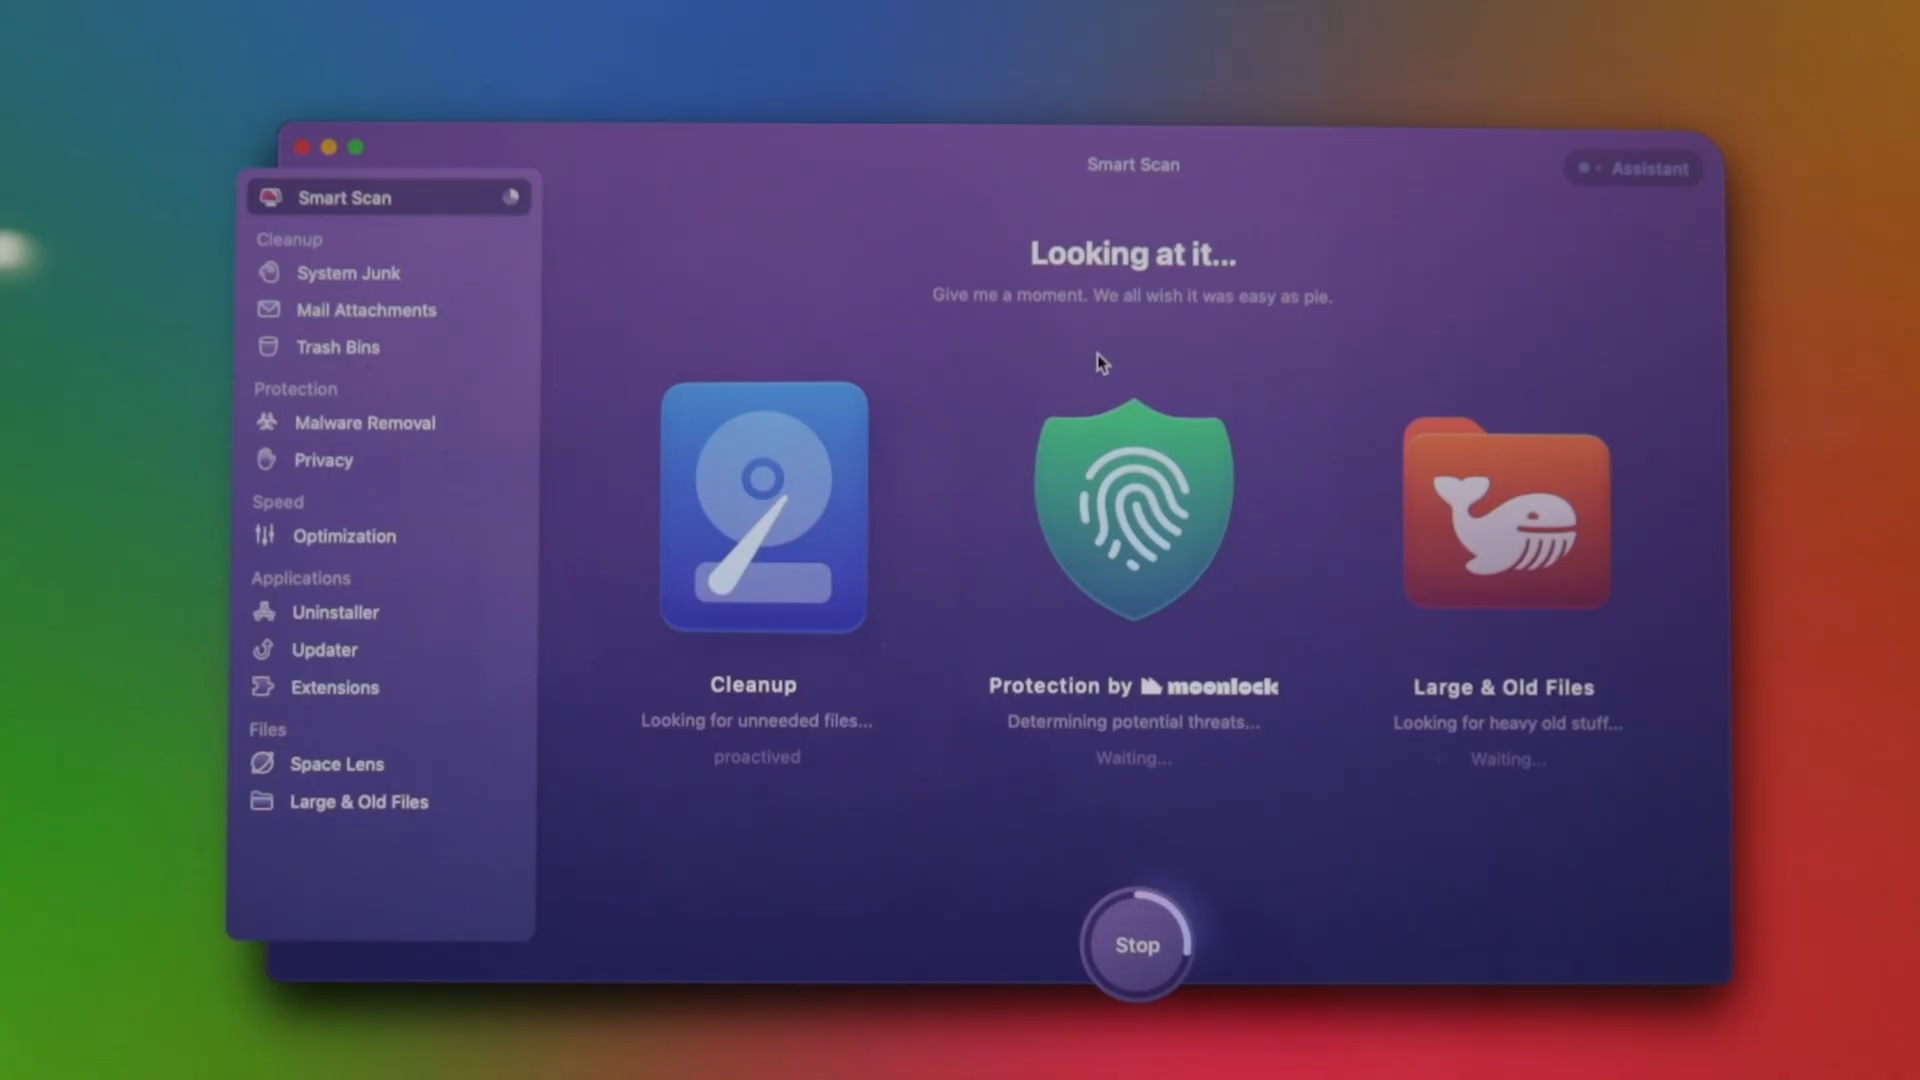 Smart Scan
Assistant
Smart Scan
Cleanup
System Junk
Mail Attachments
Trash Bins
Protection
Malware Removal
Privacy
Speed
Optimization
Applications
Uninstaller
Updater
Extensions
Files
Space Lens
Large & Old Files
Looking at it...
Give me a moment. We all wish it was easy as pie.
Cleanup
Looking for unneeded files...
proactived
Protection by moonlock
Determining potential threats...
Waiting...
Large & Old Files
Looking for heavy old stuff...
Waiting...
Stop